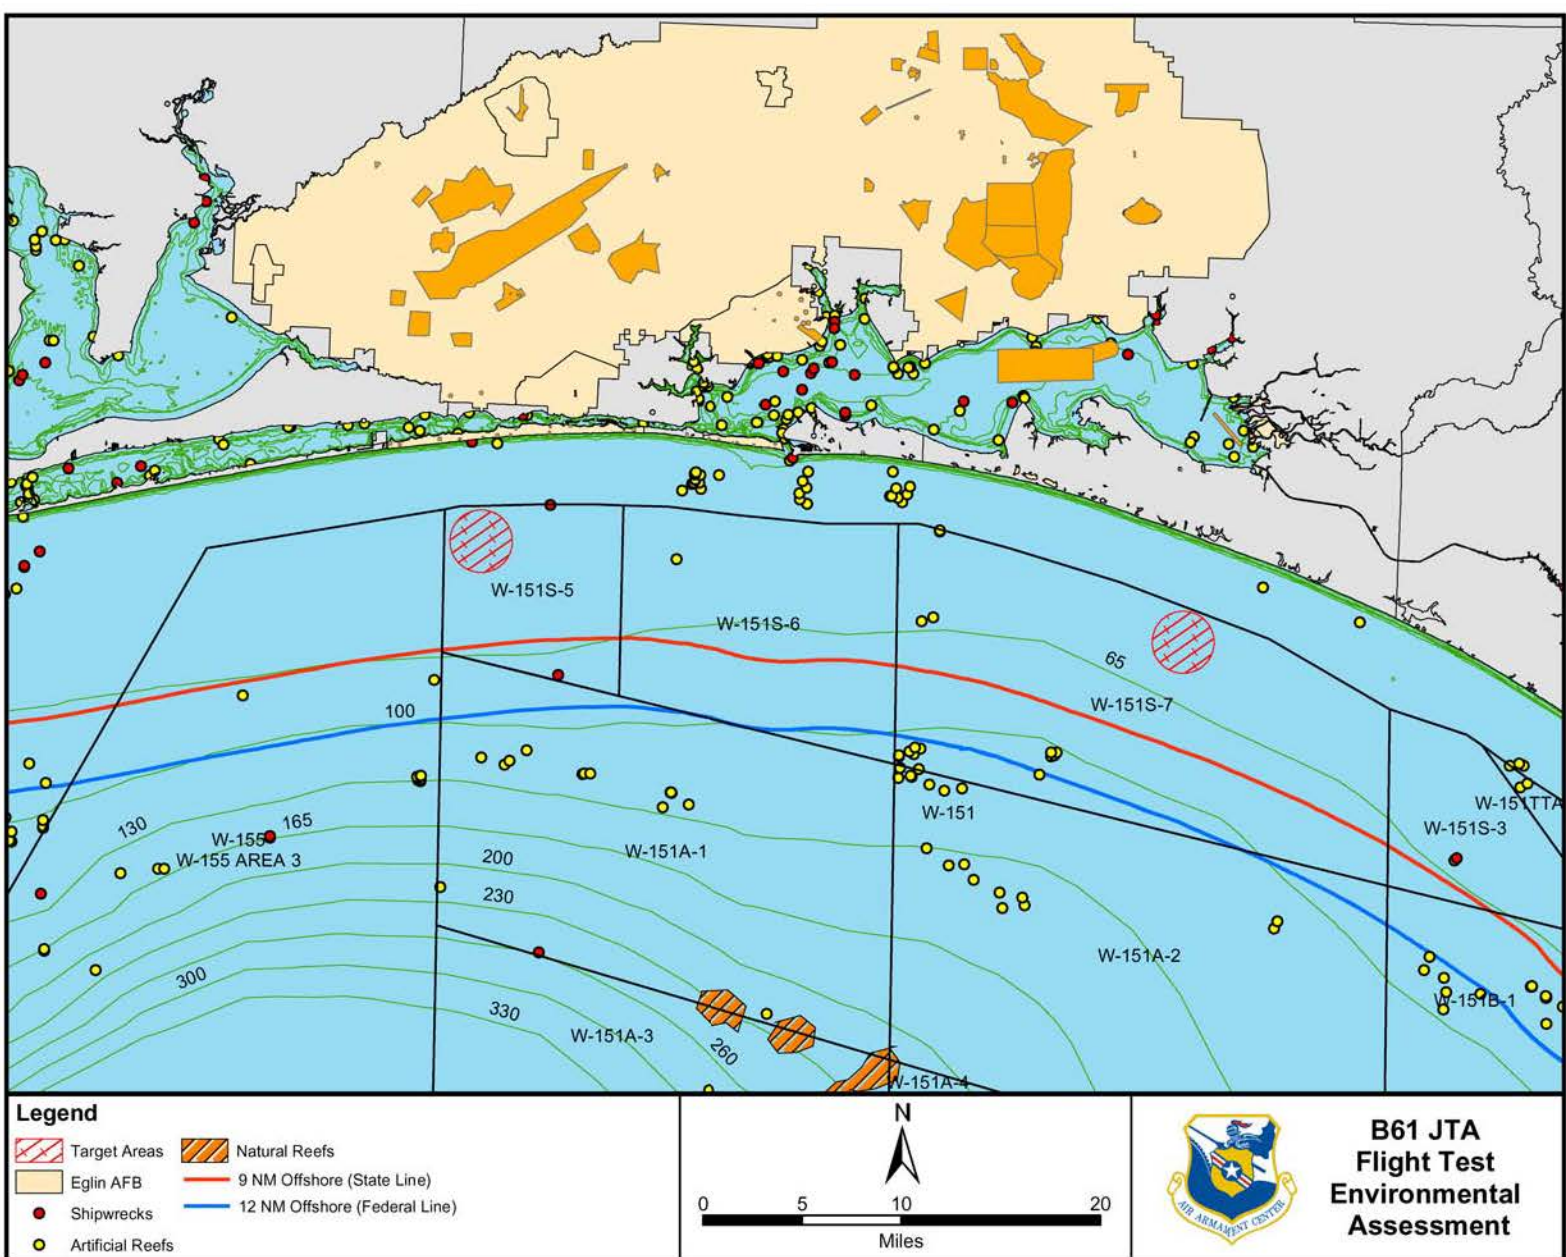 W-151S-5
W-151S-6
65
W-151S-7
100
W-151TTA
W-151
130
165
W-151S-3
W-155
W-155 AREA 3
W-151A-1
200
230
W-151A-2
300
W-151B-1
330
W-151A-3
260
W-151A-4
Legend
Target Areas
Natural Reefs
Eglin AFB
9 NM Offshore (State Line)
Shipwrecks
12 NM Offshore (Federal Line)
Artificial Reefs
N
0 5 10 20
Miles
AIR ARMAMENT CENTER
B61 JTA
Flight Test
Environmental
Assessment